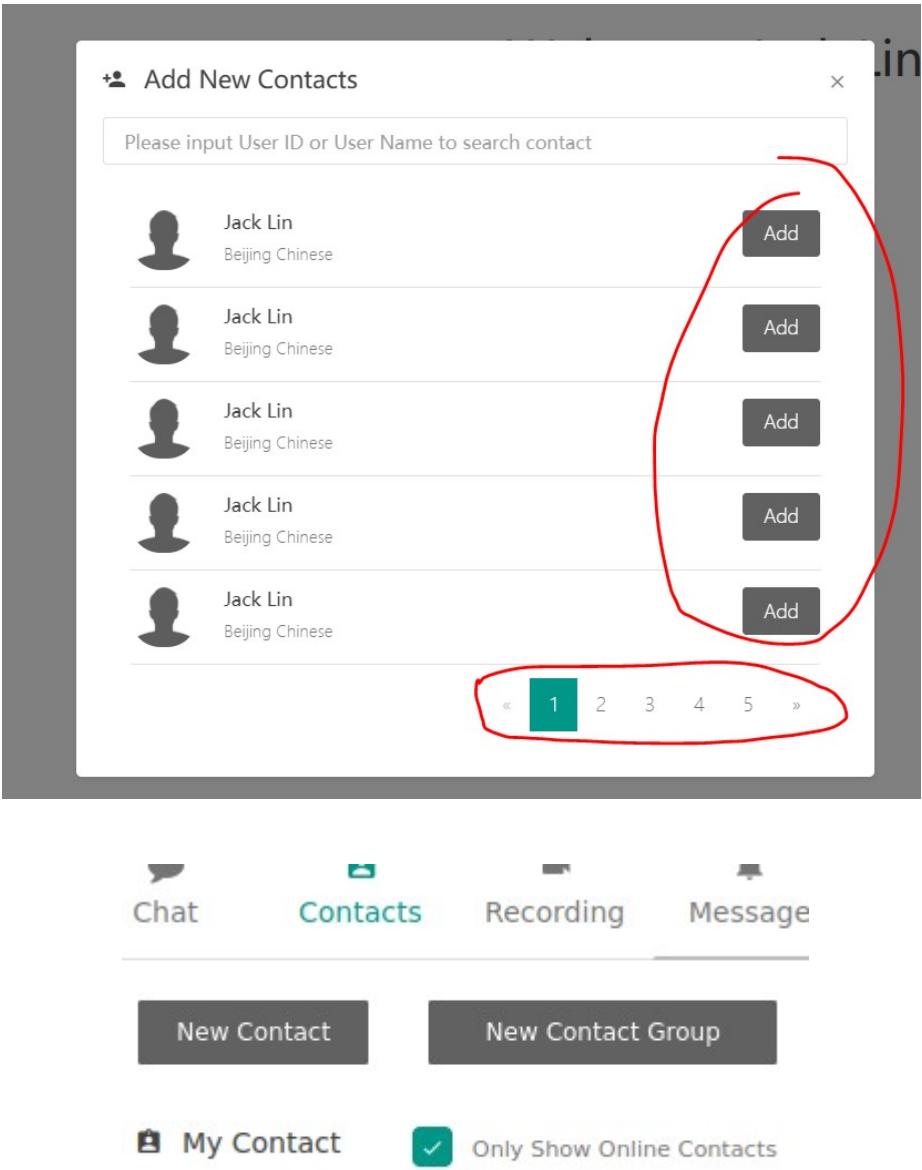 Lin
Add New Contacts ×
Please input User ID or User Name to search contact
Jack Lin
Beijing Chinese
Add
Jack Lin
Beijing Chinese
Add
Jack Lin
Beijing Chinese
Add
Jack Lin
Beijing Chinese
Add
Jack Lin
Beijing Chinese
Add
« 1 2 3 4 5 »
Chat Contacts Recording Message
New Contact New Contact Group
My Contact Only Show Online Contacts